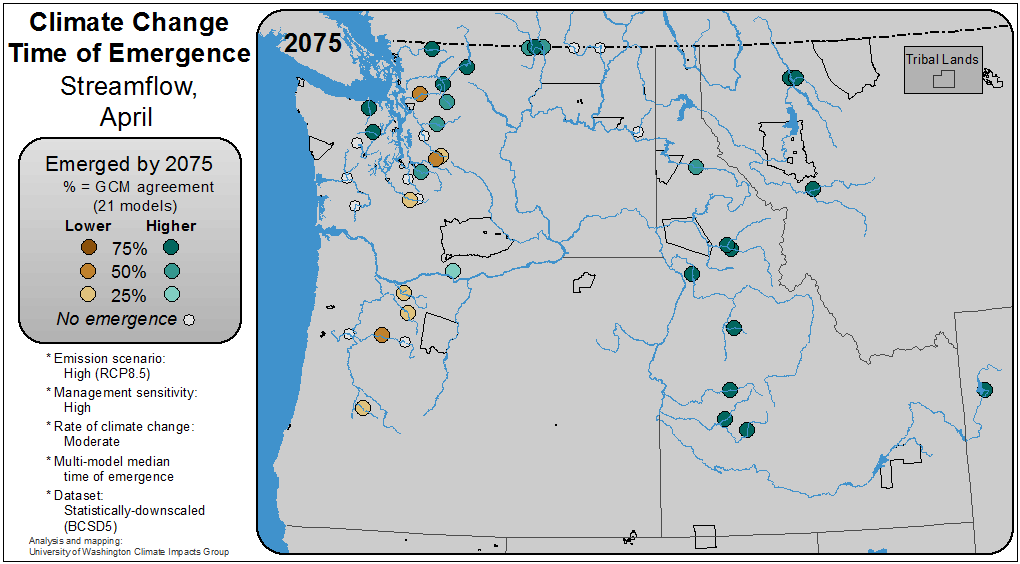 Climate Change
Time of Emergence
Streamflow,
April
Emerged by 2075
% = GCM agreement
(21 models)
Lower Higher
75%
50%
25%
No emergence
* Emission scenario:
High (RCP8.5)
* Management sensitivity:
High
* Rate of climate change:
Moderate
* Multi-model median
time of emergence
* Dataset:
Statistically-downscaled
(BCSD5)
Analysis and mapping:
University of Washington Climate Impacts Group
2075
Tribal Lands